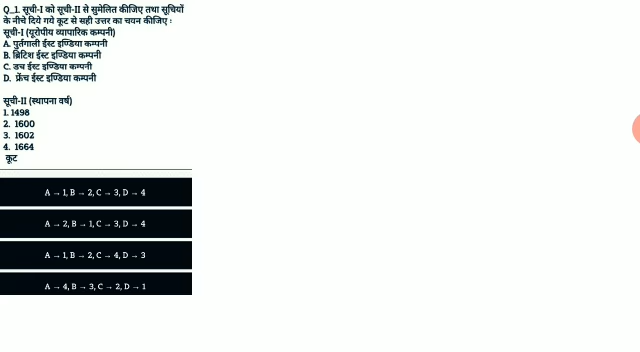 Q_1. सूची-I को सूची-II से सुमेलित कीजिए तथा सूचियों
के नीचे दिये गये कूट से सही उत्तर का चयन कीजिए :
सूची-I (यूरोपीय व्यापारिक कम्पनी)
A. पुर्तगाली ईस्ट इण्डिया कम्पनी
B. ब्रिटिश ईस्ट इण्डिया कम्पनी
C. डच ईस्ट इण्डिया कम्पनी
D. फ्रेंच ईस्ट इण्डिया कम्पनी
सूची-II (स्थापना वर्ष)
1. 1498
2. 1600
3. 1602
4. 1664
कूट
A → 1, B → 2, C → 3, D → 4
A → 2, B → 1, C → 3, D → 4
A → 1, B → 2, C → 4, D → 3
A → 4, B → 3, C → 2, D → 1